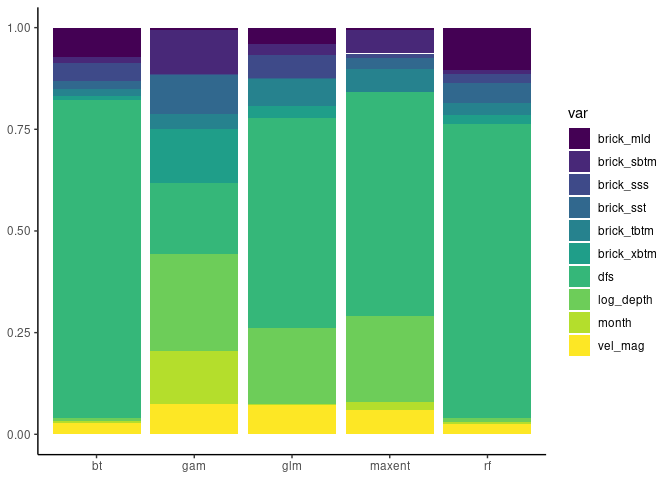 1.00
0.75
0.50
0.25
0.00
bt gam glm maxent rf
var
brick_mld
brick_sbtm
brick_sss
brick_sst
brick_tbtm
brick_xbtm
dfs
log_depth
month
vel_mag